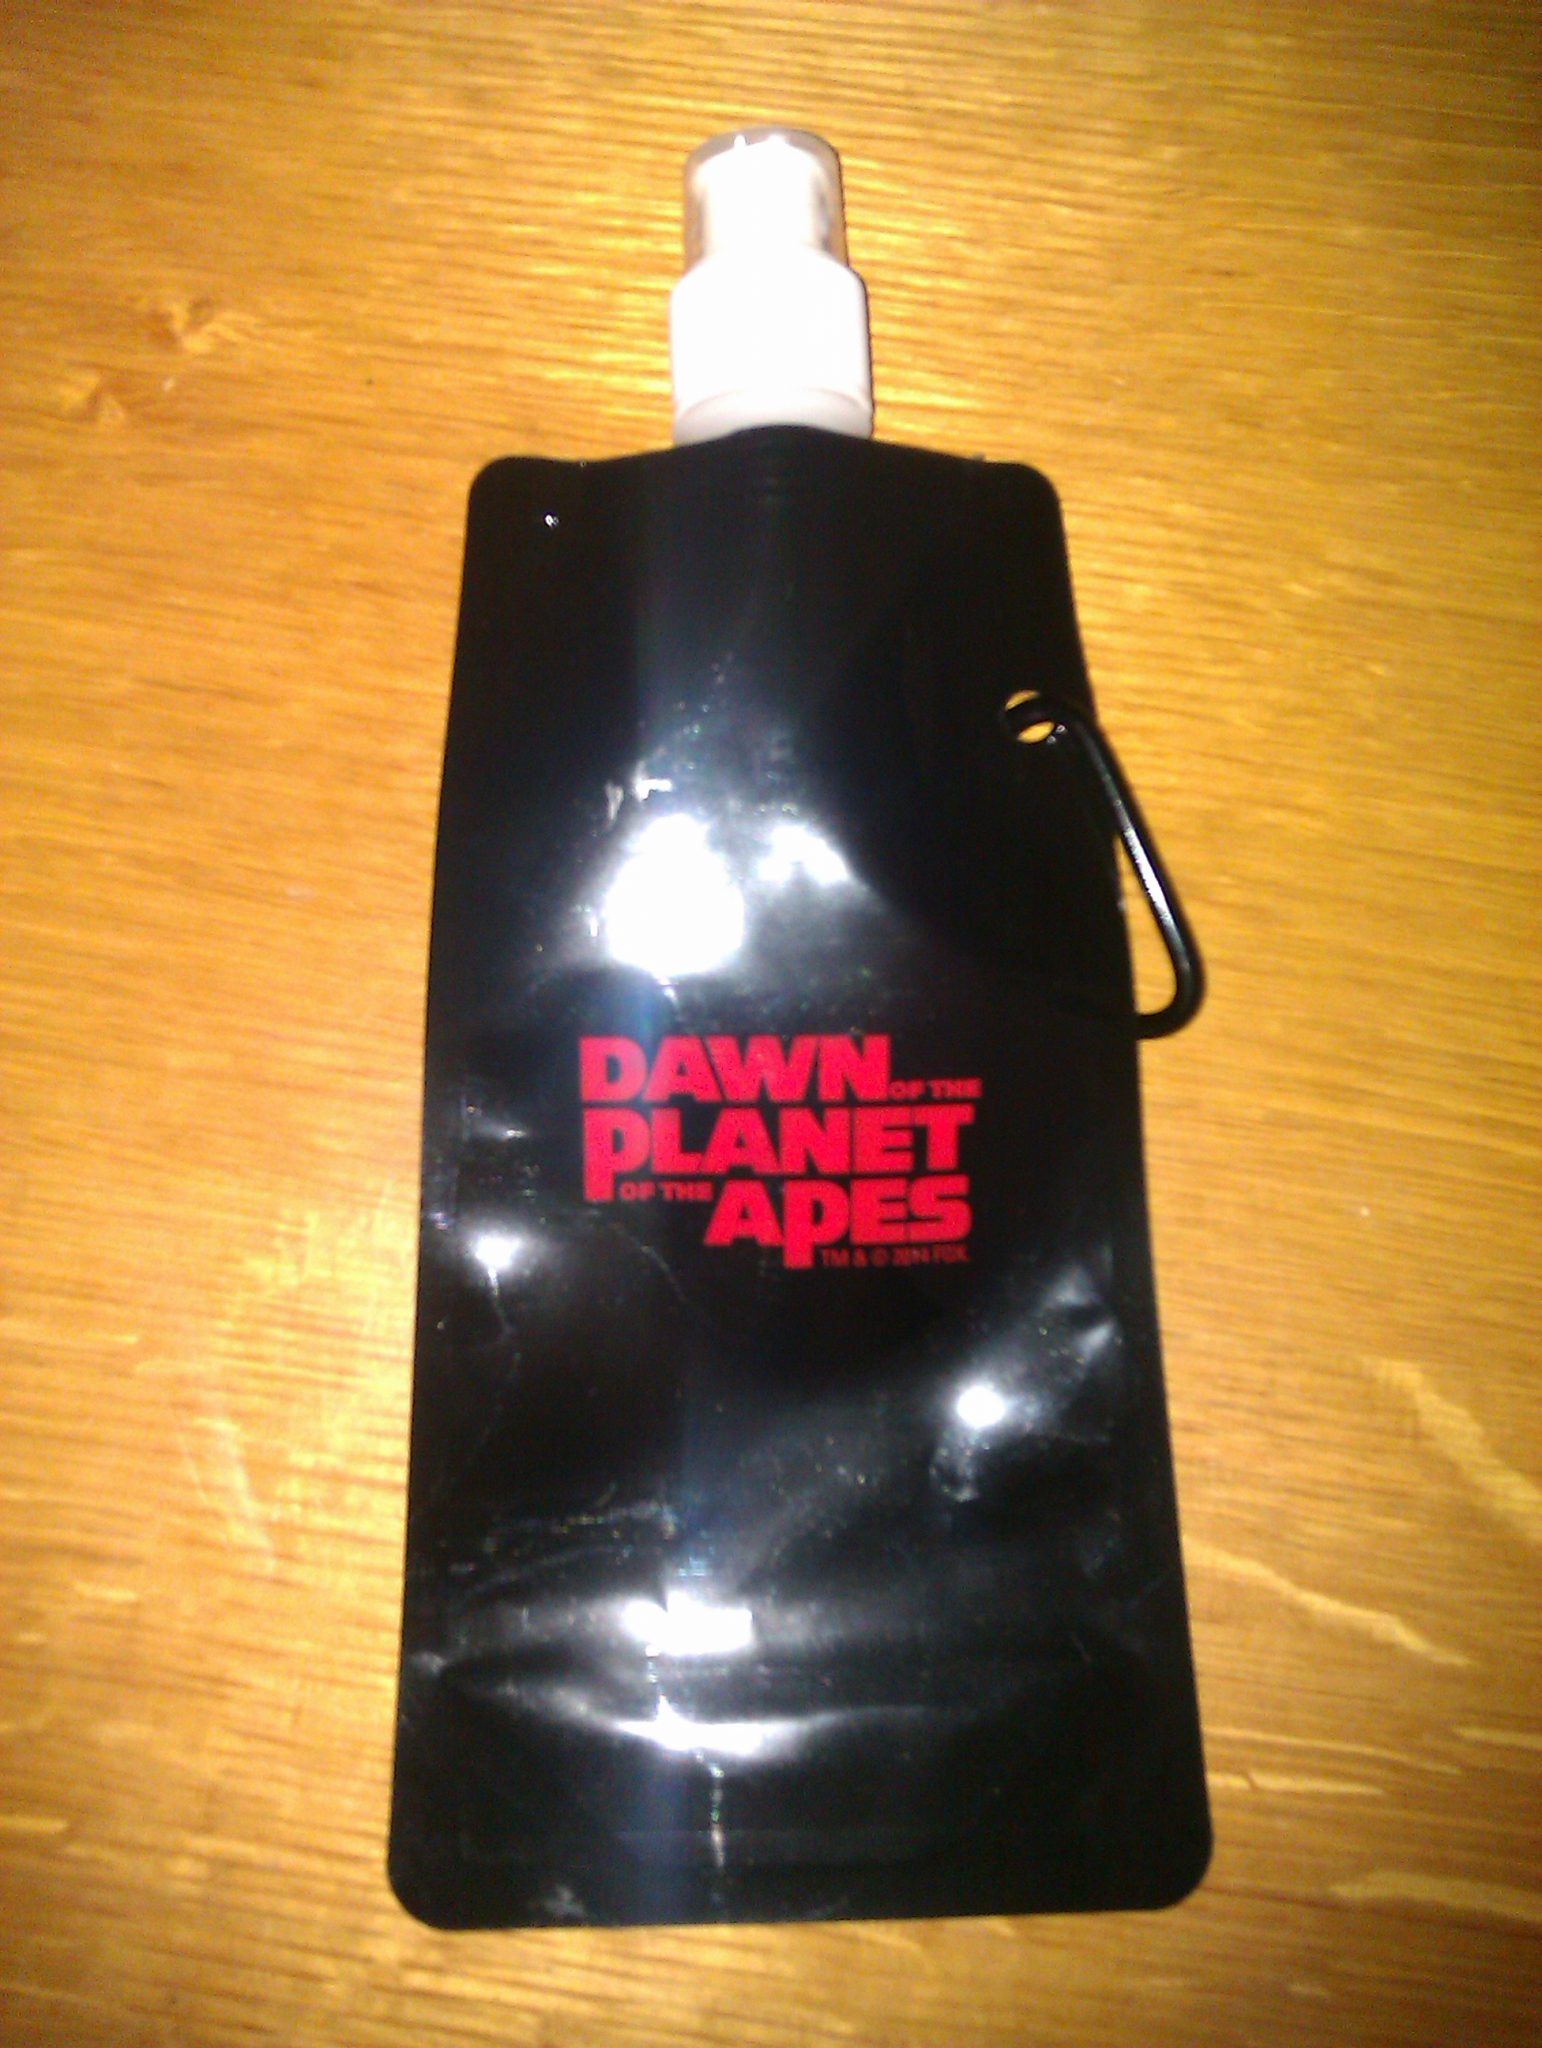 DAWN OF THE
PLANET
OF THE APES
TM & © 2014 FOX.